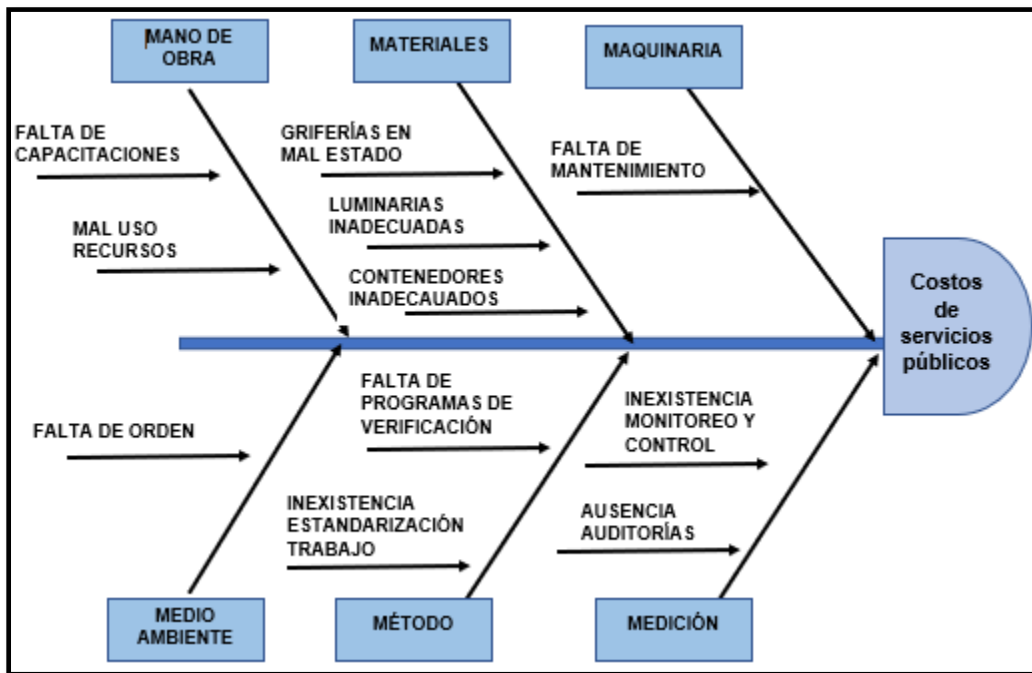 MANO DE
OBRA
MATERIALES
MAQUINARIA
FALTA DE
CAPACITACIONES
MAL USO
RECURSOS
GRIFERÍAS EN
MAL ESTADO
LUMINARIAS
INADECUADAS
CONTENEDORES
INADECAUADOS
FALTA DE
MANTENIMIENTO
Costos
de
servicios
públicos
FALTA DE ORDEN
FALTA DE
PROGRAMAS DE
VERIFICACIÓN
INEXISTENCIA
ESTANDARIZACIÓN
TRABAJO
INEXISTENCIA
MONITOREO Y
CONTROL
AUSENCIA
AUDITORÍAS
MEDIO
AMBIENTE
MÉTODO
MEDICIÓN